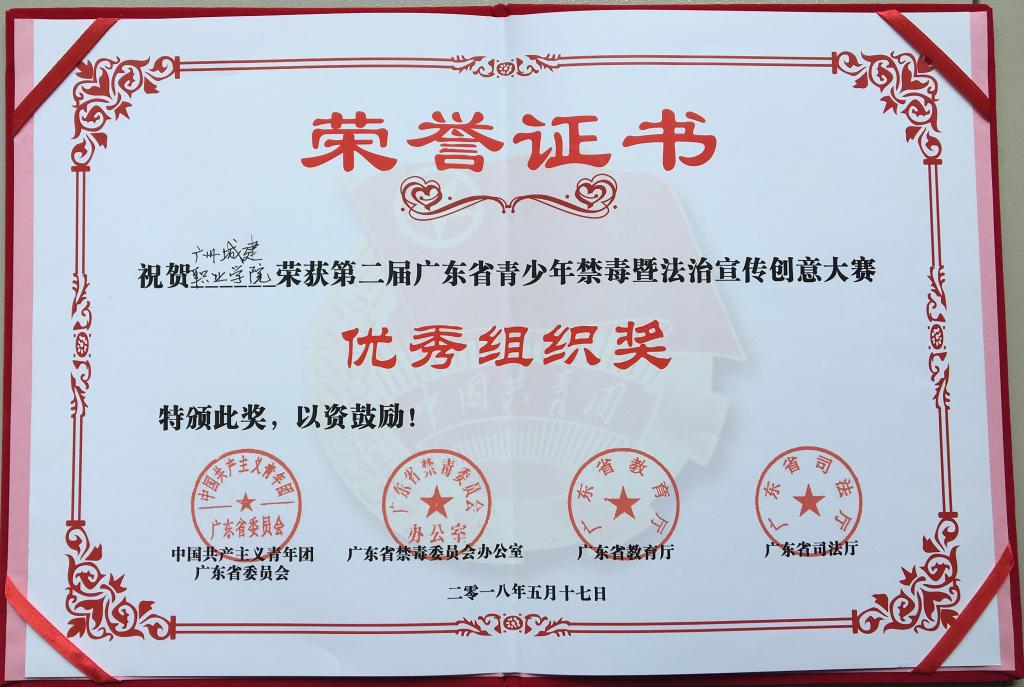 荣誉证书
祝贺广州城建职业学院荣获第二届广东省青少年禁毒暨法治宣传创意大赛
优秀组织奖
中国共青团
特颁此奖，以资鼓励！
中国共产主义青年团
广东省委员会
广东省禁毒委员会
办公室
广东省教育厅
广东省司法厅
中国共产主义青年团
广东省委员会
广东省禁毒委员会办公室
广东省教育厅
广东省司法厅
二零一八年五月十七日